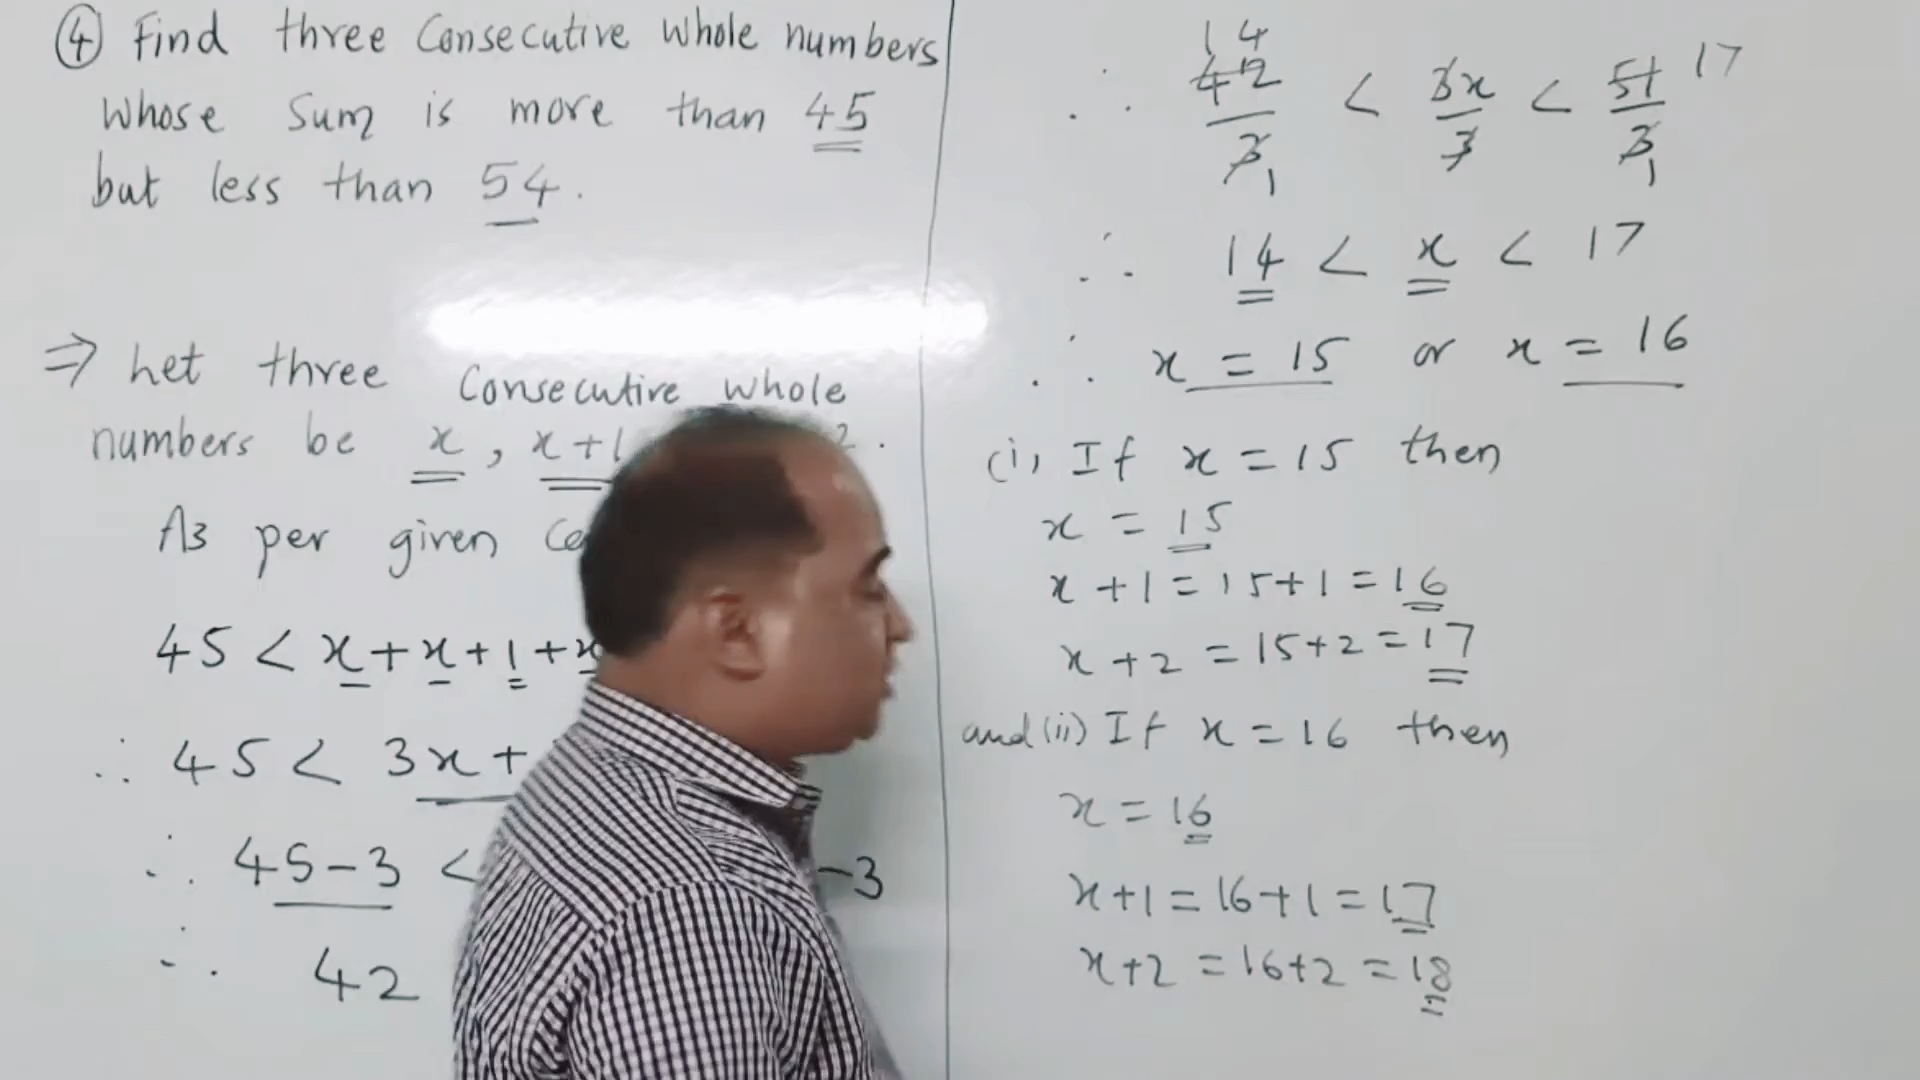 ④ Find three Consecutive whole numbers
whose sum is more than 45
but less than 54.
⇒ Let three Consecutive whole
numbers be x, x+1 2.
As per given
45 < x + x + 1 +
∴ 45 < 3x +
∴ 45 - 3 < -3
∴ 42
14 17
∴ 42/3 < 3x/3 < 51/3
1 1
∴ 14 < x < 17
∴ x = 15 or x = 16
(i) If x = 15 then
x = 15
x + 1 = 15 + 1 = 16
x + 2 = 15 + 2 = 17
and (ii) If x = 16 then
x = 16
x + 1 = 16 + 1 = 17
x + 2 = 16 + 2 = 18